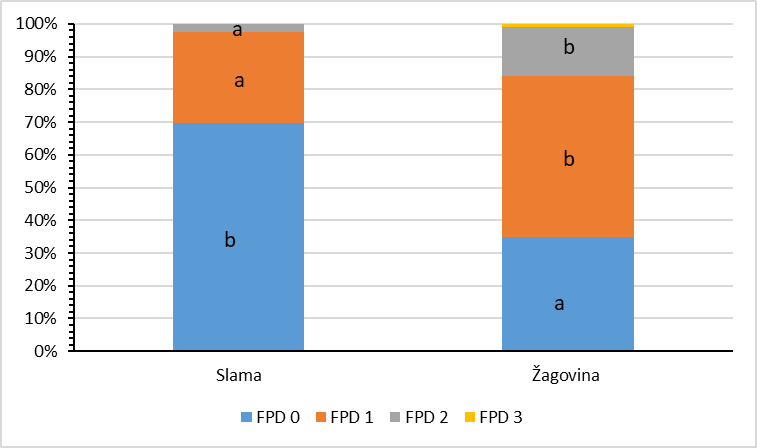 100%
90%
80%
70%
60%
50%
40%
30%
20%
10%
0%
a
a
b
b
b
a
Slama Žagovina
FPD 0 FPD 1 FPD 2 FPD 3